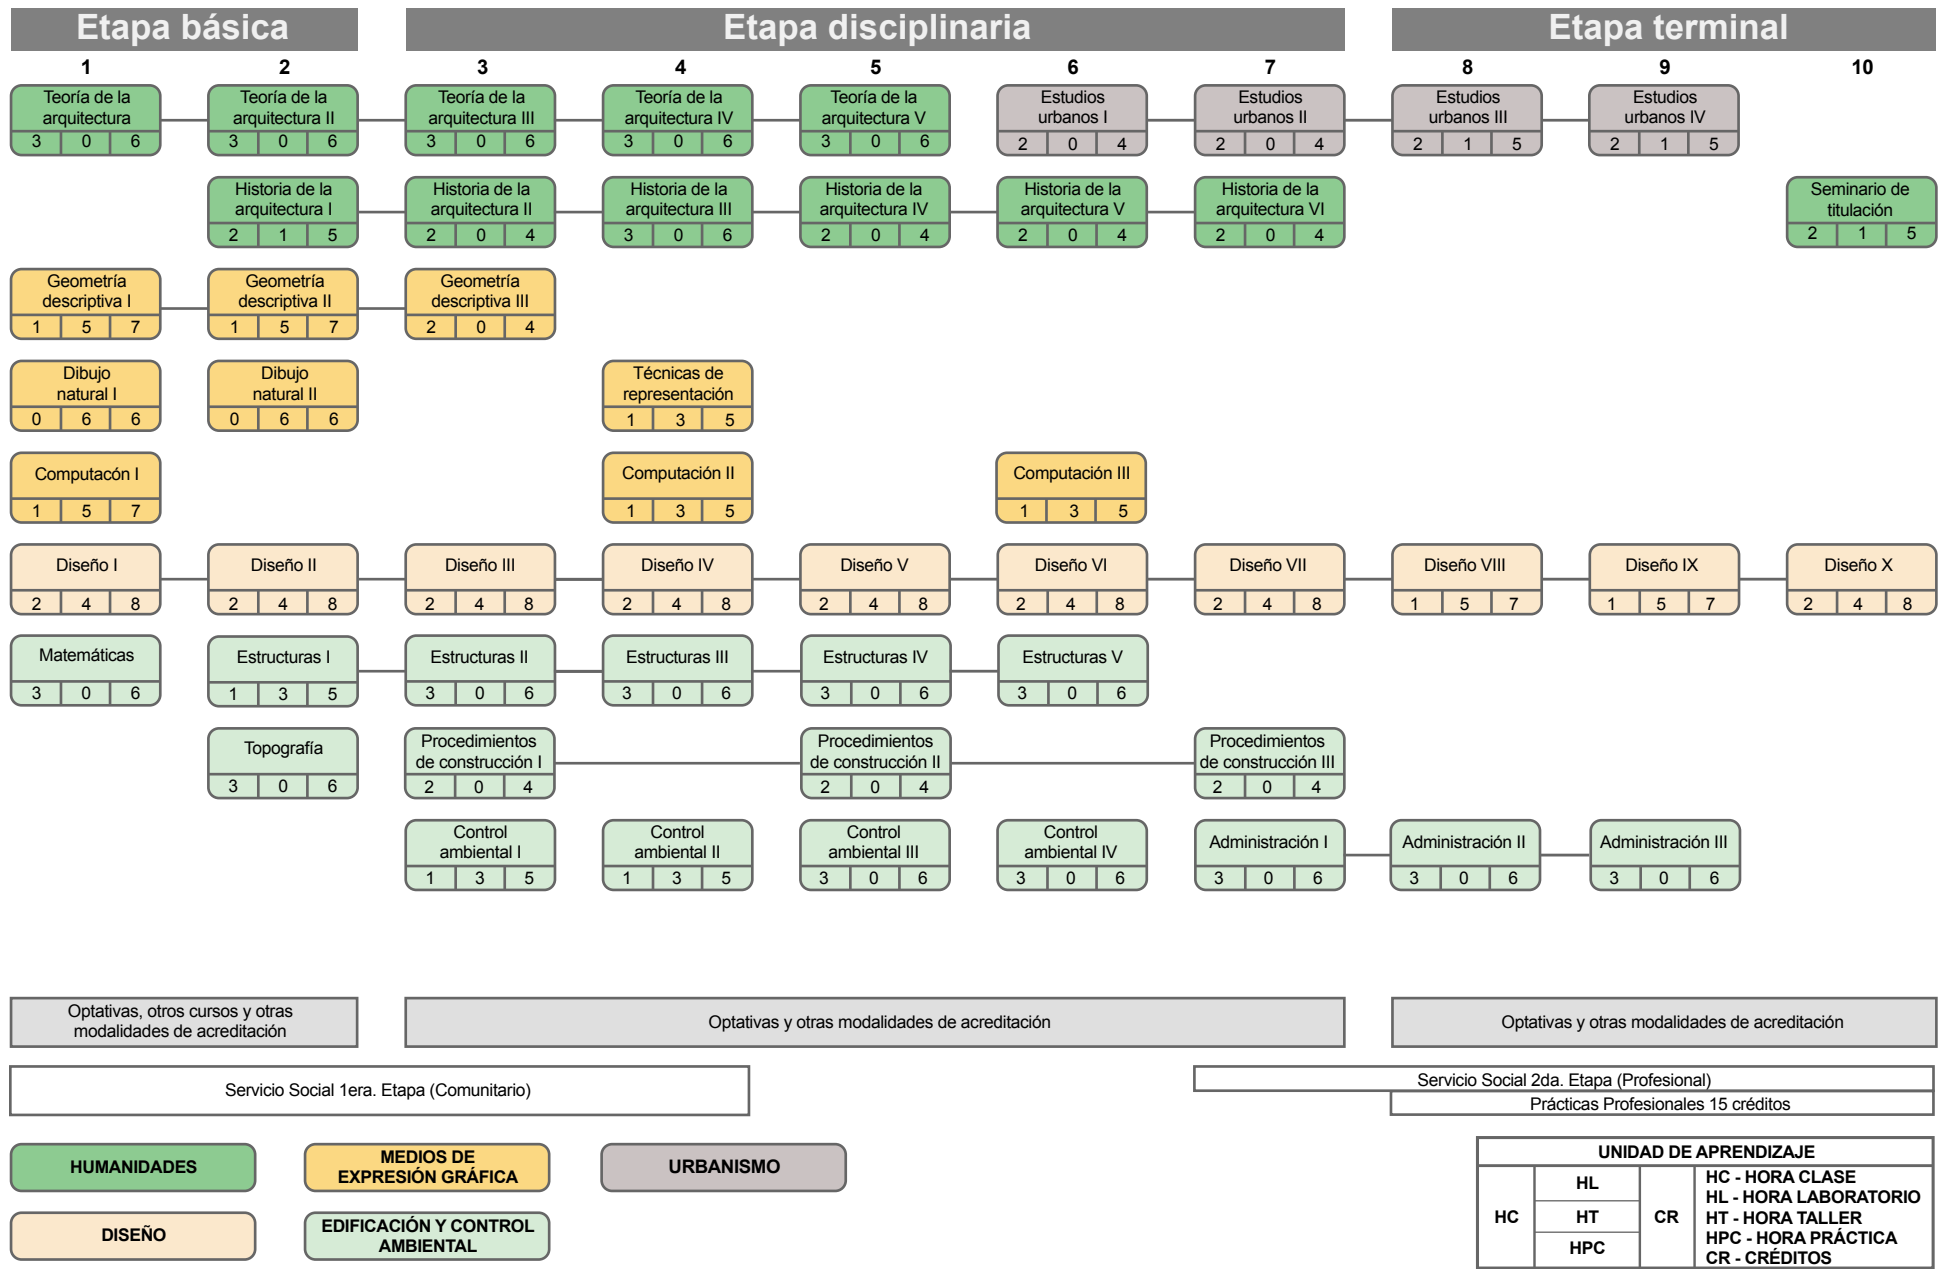 Etapa básica
Etapa disciplinaria
Etapa terminal
1 2 3 4 5 6 7 8 9 10
Teoría de la
arquitectura
3 0 6
Teoría de la
arquitectura II
3 0 6
Teoría de la
arquitectura III
3 0 6
Teoría de la
arquitectura IV
3 0 6
Teoría de la
arquitectura V
3 0 6
Estudios
urbanos I
2 0 4
Estudios
urbanos II
2 0 4
Estudios
urbanos III
2 1 5
Estudios
urbanos IV
2 1 5
Historia de la
arquitectura I
2 1 5
Historia de la
arquitectura II
2 0 4
Historia de la
arquitectura III
3 0 6
Historia de la
arquitectura IV
2 0 4
Historia de la
arquitectura V
2 0 4
Historia de la
arquitectura VI
2 0 4
Seminario de
titulación
2 1 5
Geometría
descriptiva I
1 5 7
Geometría
descriptiva II
1 5 7
Geometría
descriptiva III
2 0 4
Dibujo
natural I
0 6 6
Dibujo
natural II
0 6 6
Técnicas de
representación
1 3 5
Computacón I
1 5 7
Computación II
1 3 5
Computación III
1 3 5
Diseño I
2 4 8
Diseño II
2 4 8
Diseño III
2 4 8
Diseño IV
2 4 8
Diseño V
2 4 8
Diseño VI
2 4 8
Diseño VII
2 4 8
Diseño VIII
1 5 7
Diseño IX
1 5 7
Diseño X
2 4 8
Matemáticas
3 0 6
Estructuras I
1 3 5
Estructuras II
3 0 6
Estructuras III
3 0 6
Estructuras IV
3 0 6
Estructuras V
3 0 6
Topografía
3 0 6
Procedimientos
de construcción I
2 0 4
Procedimientos
de construcción II
2 0 4
Procedimientos
de construcción III
2 0 4
Control
ambiental I
1 3 5
Control
ambiental II
1 3 5
Control
ambiental III
3 0 6
Control
ambiental IV
3 0 6
Administración I
3 0 6
Administración II
3 0 6
Administración III
3 0 6
Optativas, otros cursos y otras
modalidades de acreditación
Optativas y otras modalidades de acreditación
Optativas y otras modalidades de acreditación
Servicio Social 1era. Etapa (Comunitario)
Servicio Social 2da. Etapa (Profesional)
Prácticas Profesionales 15 créditos
HUMANIDADES
MEDIOS DE
EXPRESIÓN GRÁFICA
URBANISMO
DISEÑO
EDIFICACIÓN Y CONTROL
AMBIENTAL
UNIDAD DE APRENDIZAJE
HC
HL
HT
HPC
CR
HC - HORA CLASE
HL - HORA LABORATORIO
HT - HORA TALLER
HPC - HORA PRÁCTICA
CR - CRÉDITOS